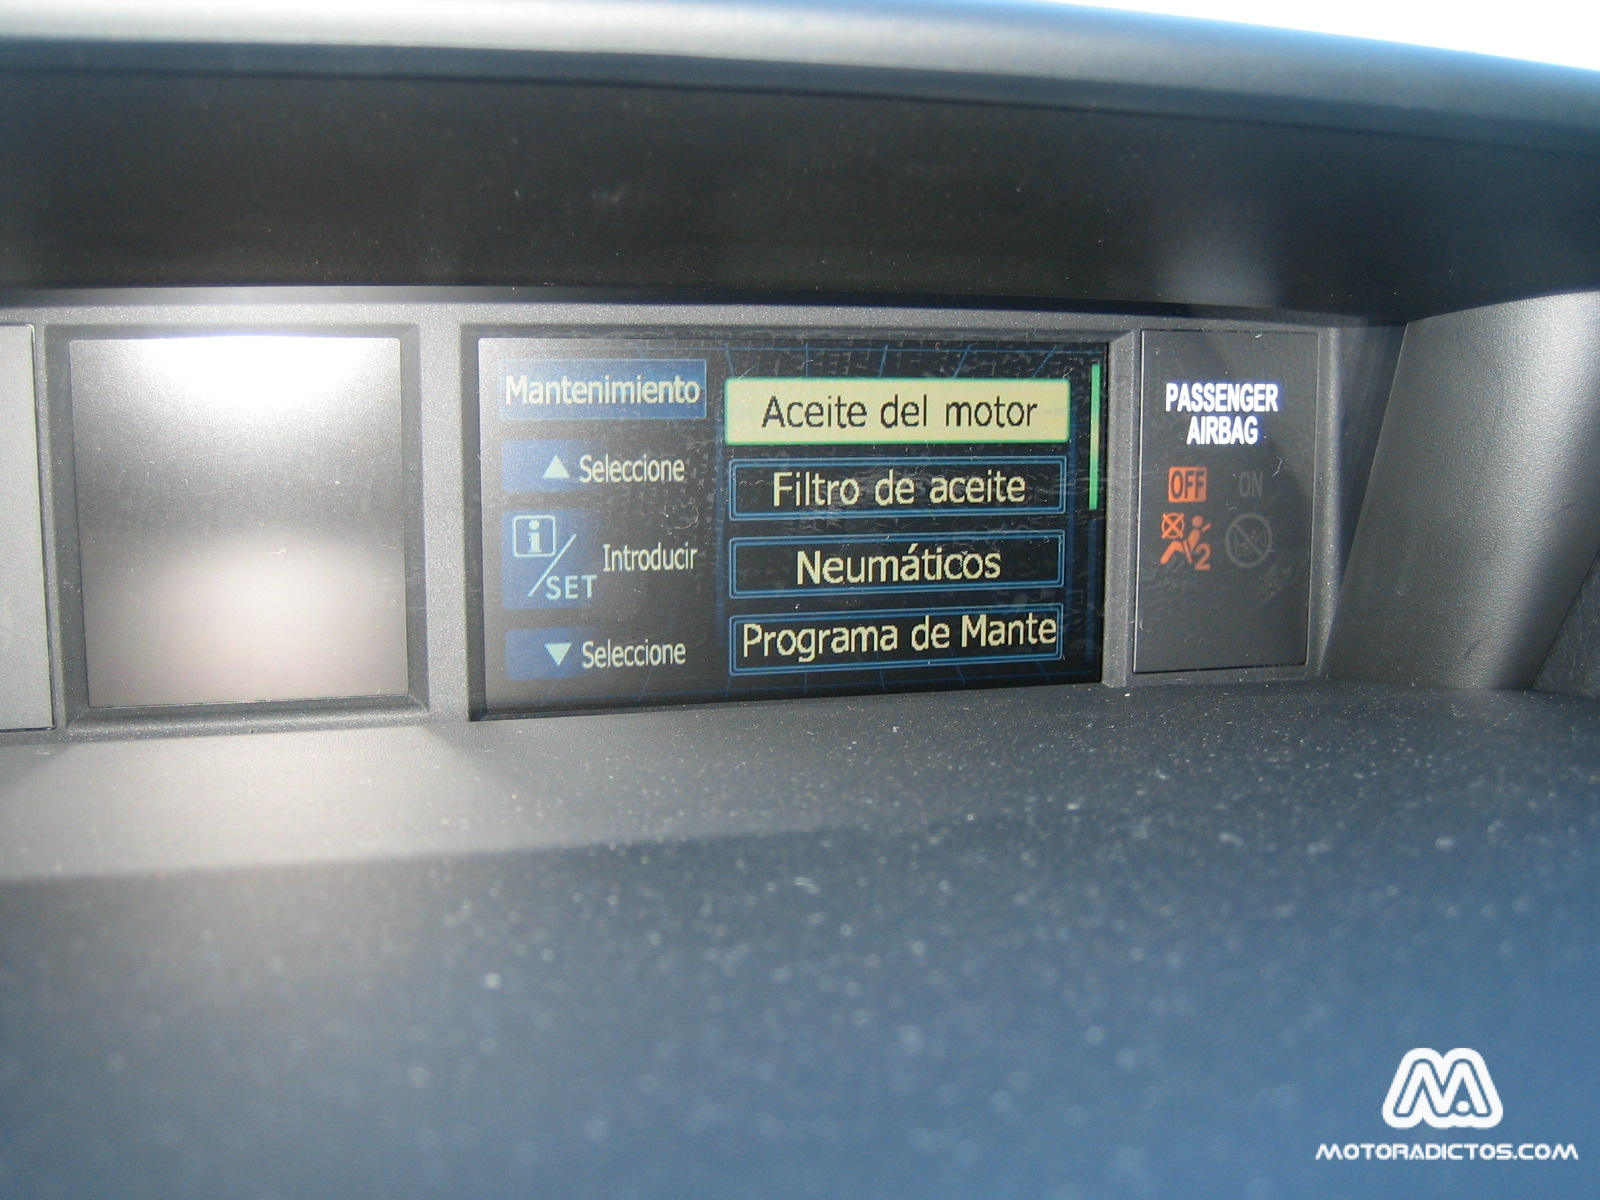 Mantenimiento
▲ Seleccione
i/SET Introducir
▼ Seleccione
Aceite del motor
Filtro de aceite
Neumáticos
Programa de Mante
PASSENGER
AIRBAG
OFF ON
2
M
MOTORADICTOS.COM